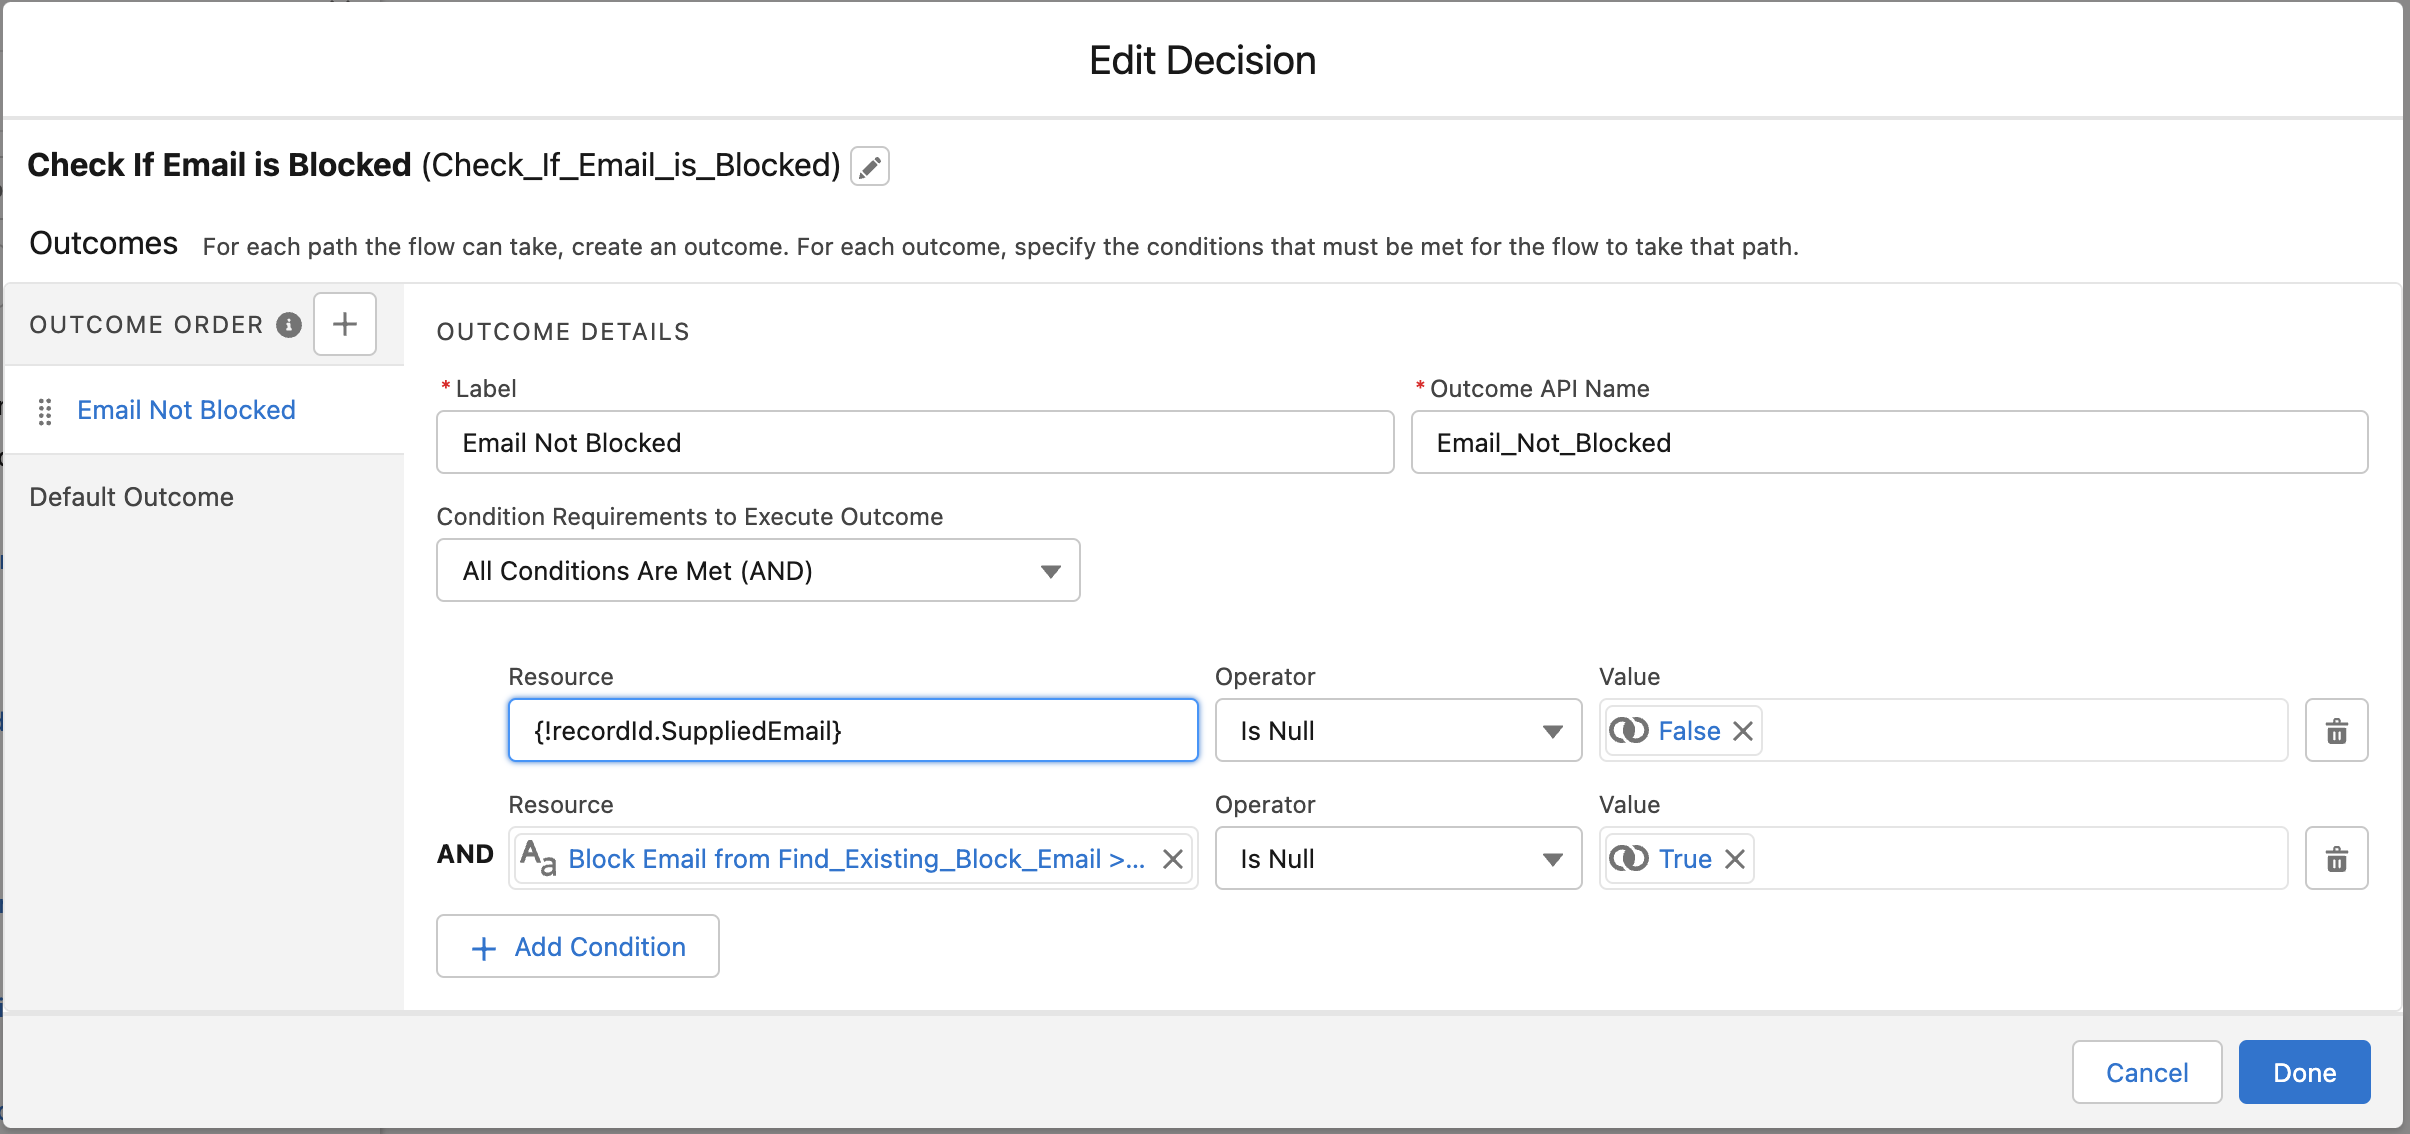 Edit Decision
Check If Email is Blocked (Check_If_Email_is_Blocked)
Outcomes For each path the flow can take, create an outcome. For each outcome, specify the conditions that must be met for the flow to take that path.
OUTCOME ORDER
Email Not Blocked
Default Outcome
OUTCOME DETAILS
* Label
Email Not Blocked
* Outcome API Name
Email_Not_Blocked
Condition Requirements to Execute Outcome
All Conditions Are Met (AND)
Resource Operator Value
{!recordId.SuppliedEmail} Is Null False
Resource Operator Value
AND Aa Block Email from Find_Existing_Block_Email >... Is Null True
+ Add Condition
Cancel Done